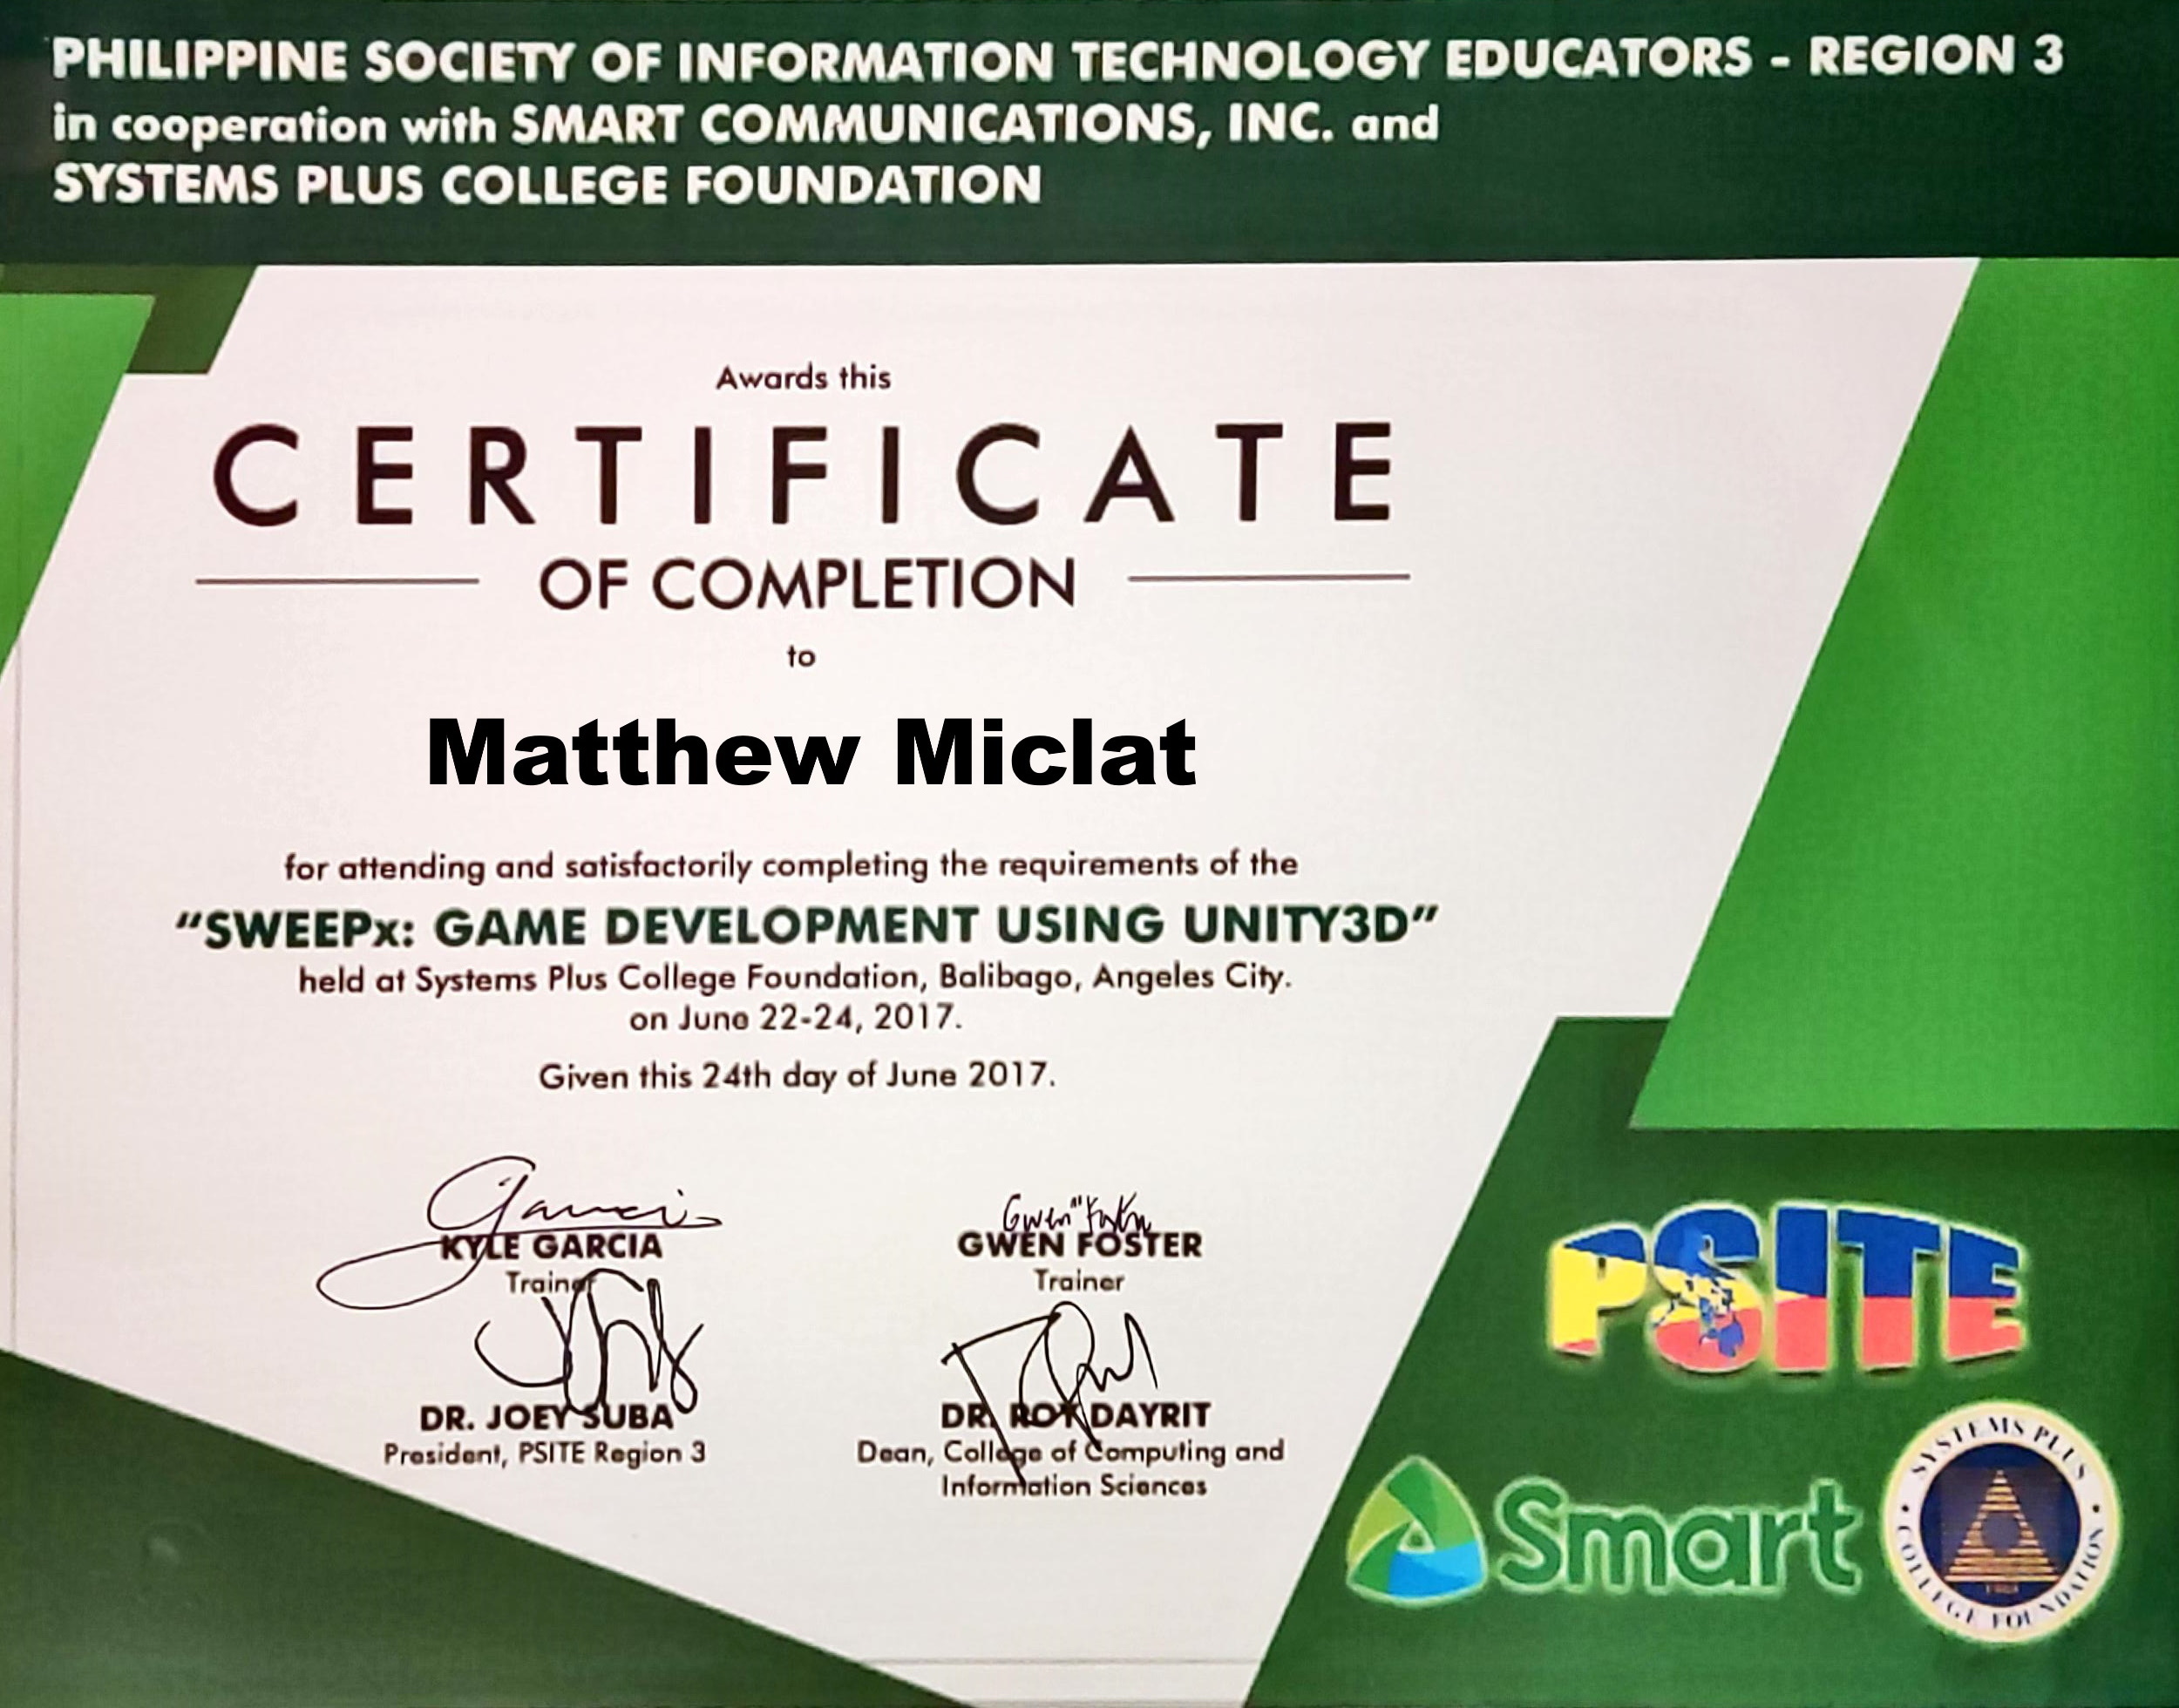 PHILIPPINE SOCIETY OF INFORMATION TECHNOLOGY EDUCATORS - REGION 3
in cooperation with SMART COMMUNICATIONS, INC. and
SYSTEMS PLUS COLLEGE FOUNDATION
Awards this
CERTIFICATE
OF COMPLETION
to
Matthew Miclat
for attending and satisfactorily completing the requirements of the
“SWEEPx: GAME DEVELOPMENT USING UNITY3D”
held at Systems Plus College Foundation, Balibago, Angeles City.
on June 22-24, 2017.
Given this 24th day of June 2017.
Garcia
Gwen Foster
KYLE GARCIA
Trainer
GWEN FOSTER
Trainer
DR. JOEY SUBA
President, PSITE Region 3
DR. ROY DAYRIT
Dean, College of Computing and
Information Sciences
PSITE
Smart
SYSTEMS PLUS
COLLEGE FOUNDATION